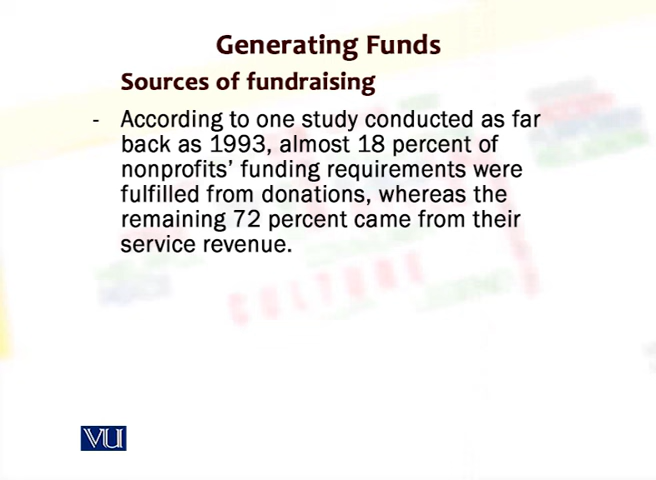 Generating Funds
Sources of fundraising
- According to one study conducted as far
back as 1993, almost 18 percent of
nonprofits' funding requirements were
fulfilled from donations, whereas the
remaining 72 percent came from their
service revenue.
CULTURE
VU